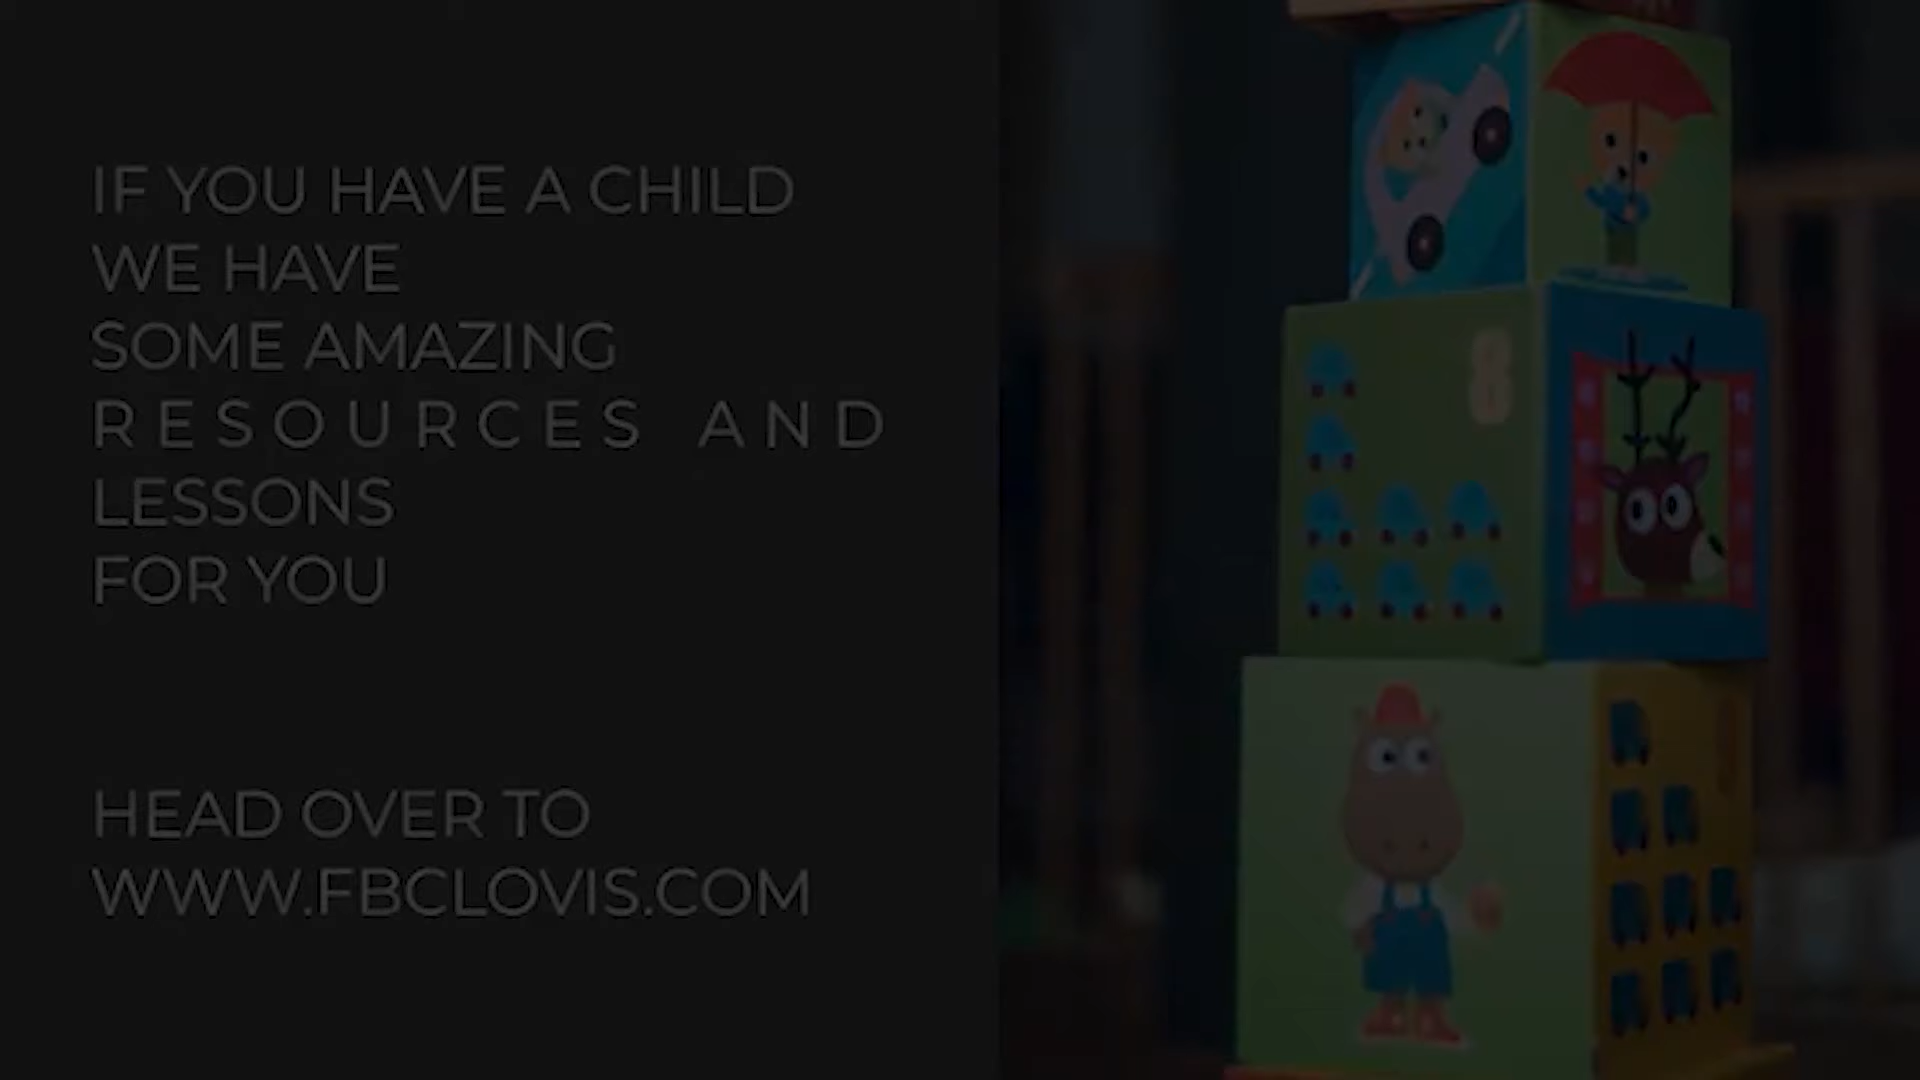 IF YOU HAVE A CHILD
WE HAVE
SOME AMAZING
RESOURCES AND
LESSONS
FOR YOU
HEAD OVER TO
WWW.FBCLOVIS.COM
8